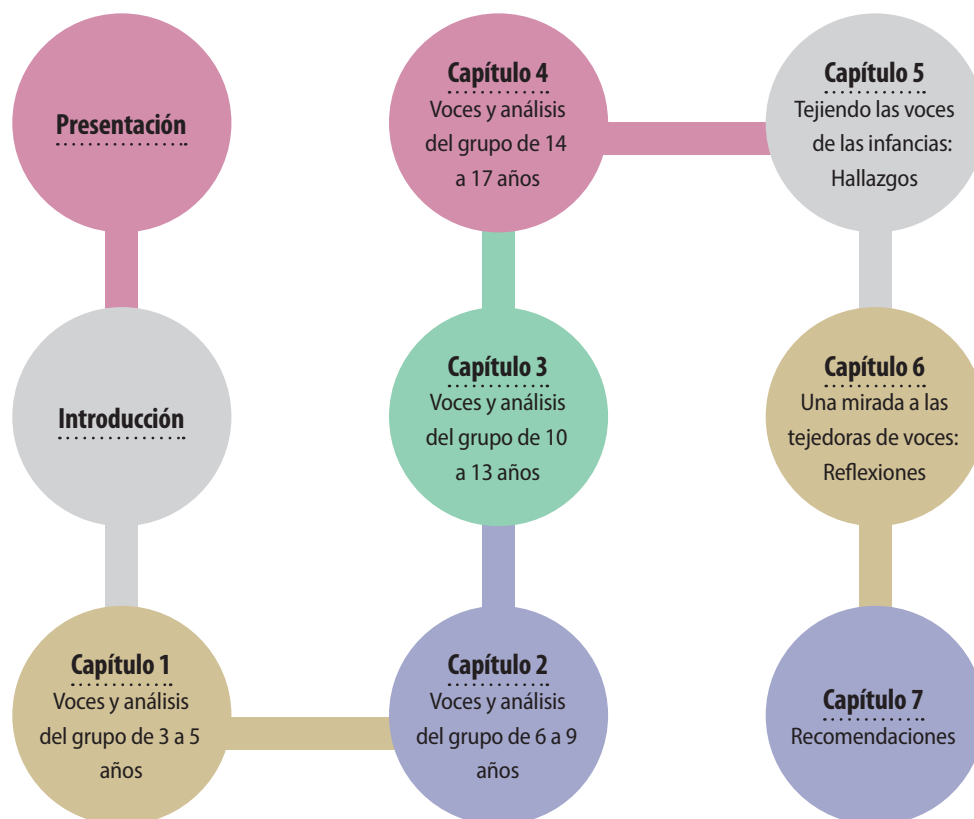 Presentación
Introducción
Capítulo 1
Voces y análisis
del grupo de 3 a 5
años
Capítulo 2
Voces y análisis
del grupo de 6 a 9
años
Capítulo 3
Voces y análisis
del grupo de 10
a 13 años
Capítulo 4
Voces y análisis
del grupo de 14
a 17 años
Capítulo 5
Tejiendo las voces
de las infancias:
Hallazgos
Capítulo 6
Una mirada a las
tejedoras de voces:
Reflexiones
Capítulo 7
Recomendaciones